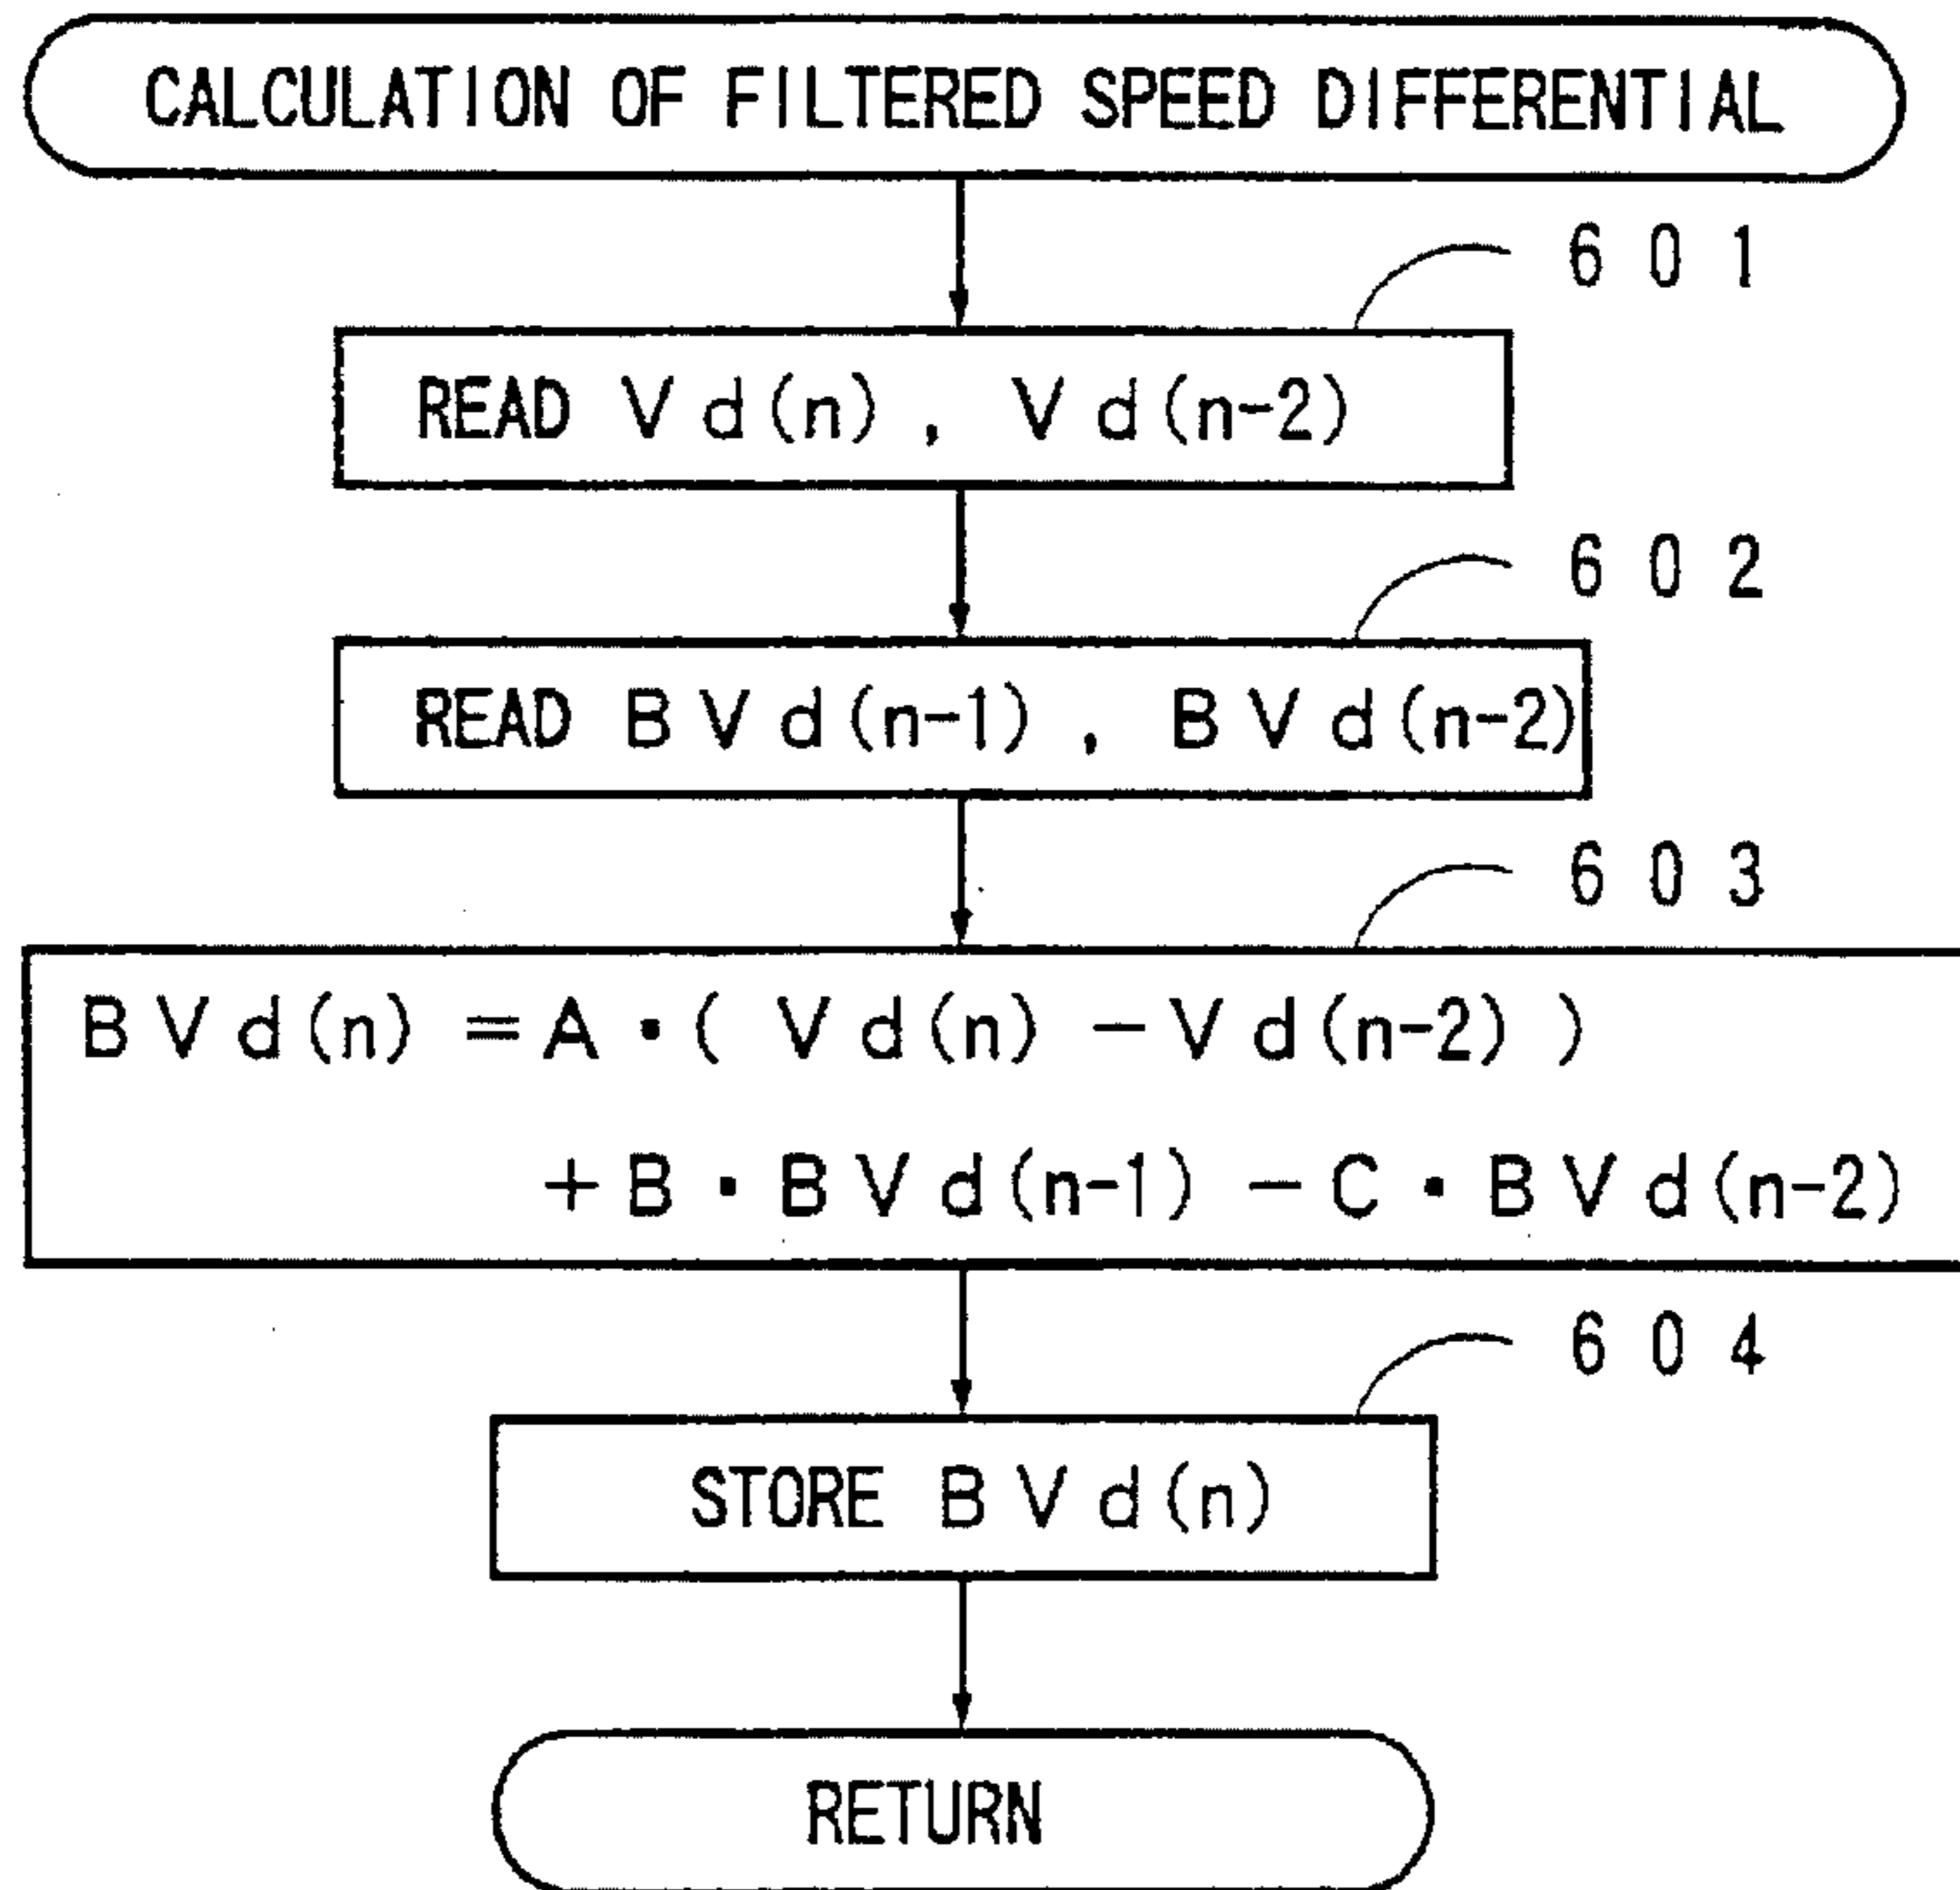 CALCULATION OF FILTERED SPEED DIFFERENTIAL
601
READ Vd(n), Vd(n-2)
602
READ BVd(n-1), BVd(n-2)
603
BVd(n) = A・( Vd(n) - Vd(n-2) )
+ B・BVd(n-1) - C・BVd(n-2)
604
STORE BVd(n)
RETURN